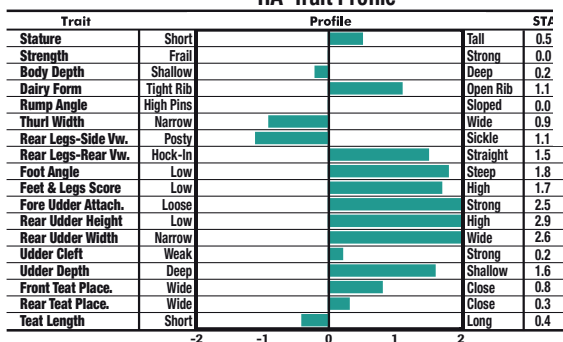 HA Trait Profile
Trait Profile STA
Stature Short Tall 0.5
Strength Frail Strong 0.0
Body Depth Shallow Deep 0.2
Dairy Form Tight Rib Open Rib 1.1
Rump Angle High Pins Sloped 0.0
Thurl Width Narrow Wide 0.9
Rear Legs-Side Vw. Posty Sickle 1.1
Rear Legs-Rear Vw. Hock-In Straight 1.5
Foot Angle Low Steep 1.8
Feet & Legs Score Low High 1.7
Fore Udder Attach. Loose Strong 2.5
Rear Udder Height Low High 2.9
Rear Udder Width Narrow Wide 2.6
Udder Cleft Weak Strong 0.2
Udder Depth Deep Shallow 1.6
Front Teat Place. Wide Close 0.8
Rear Teat Place. Wide Close 0.3
Teat Length Short Long 0.4
-2 -1 0 1 2